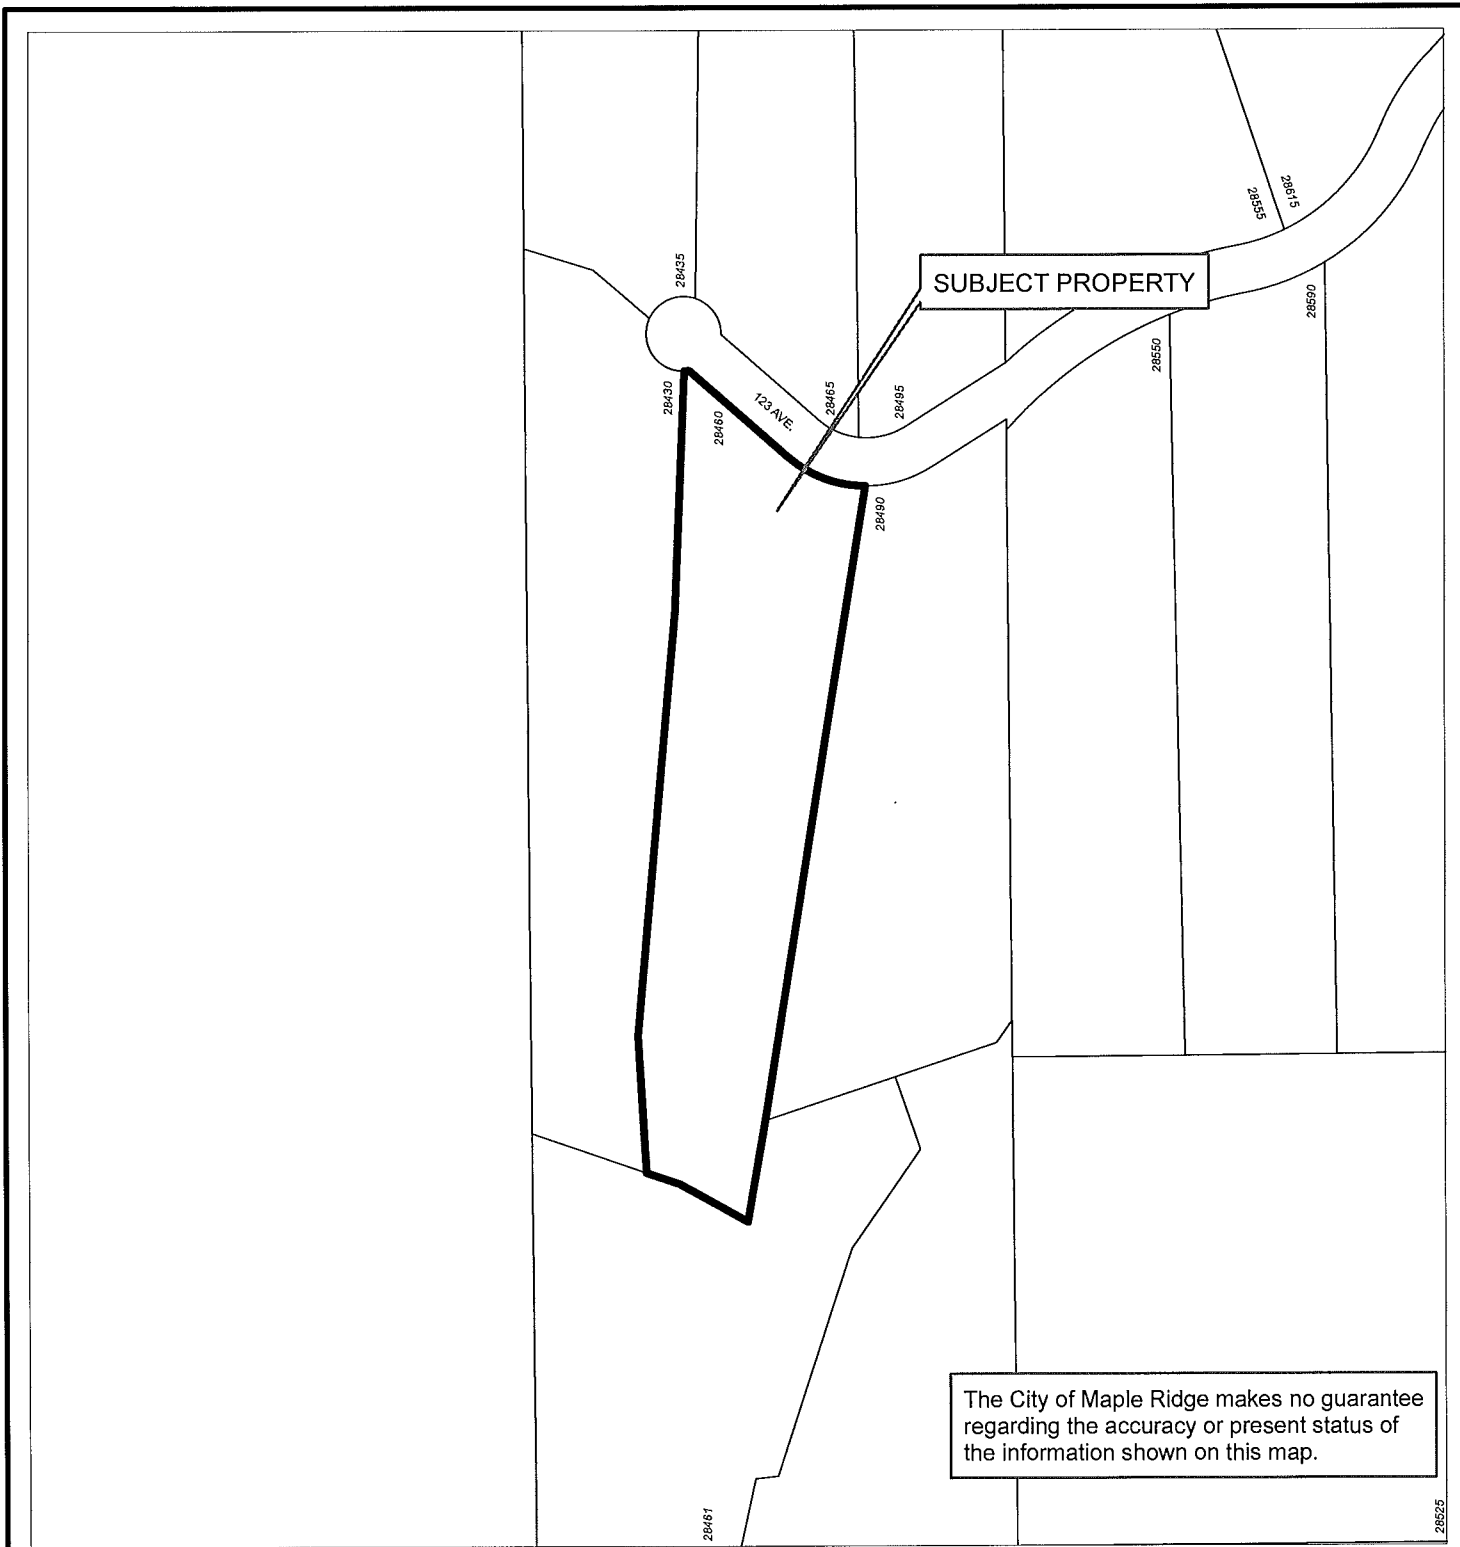 28615
28555
28435
SUBJECT PROPERTY
28590
28550
28430
28460
123 AVE.
28465
28495
28490
The City of Maple Ridge makes no guarantee
regarding the accuracy or present status of
the information shown on this map.
28461
28525